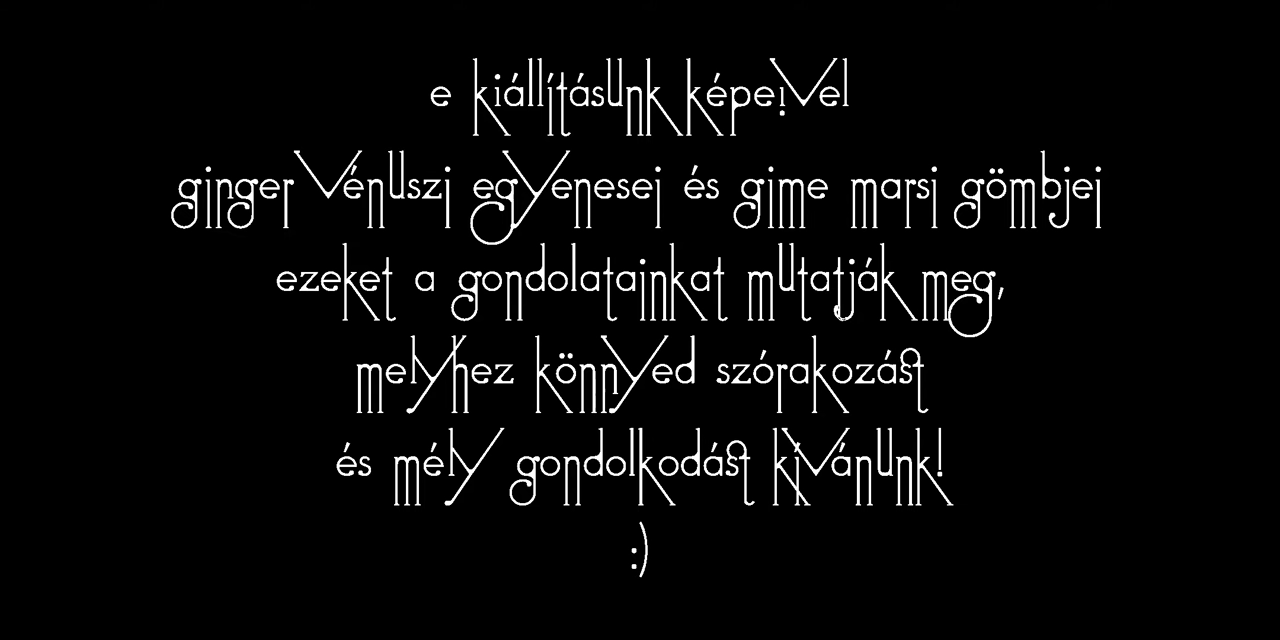 e kiállításunk képeivel
ginger vénuszi egyenesei és gime marsi gömbjei
ezeket a gondolatainkat mutatják meg,
melyhez könnyed szórakozást
és mély gondolkodást kívánunk!
:)